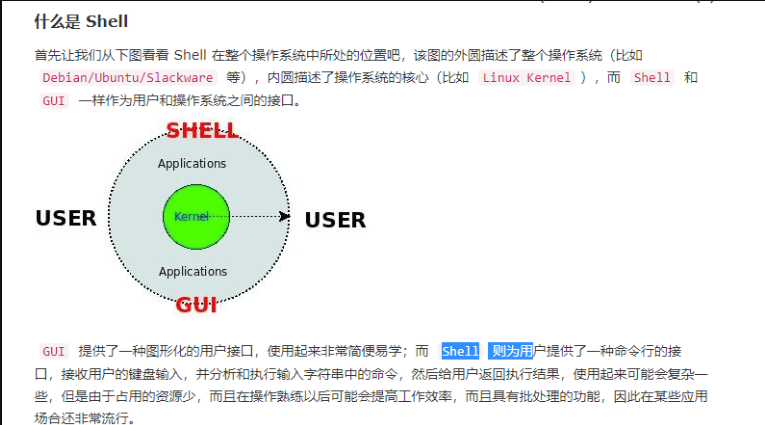 什么是 Shell
首先让我们从下图看看 Shell 在整个操作系统中所处的位置吧，该图的外圆描述了整个操作系统（比如
Debian/Ubuntu/Slackware 等），内圆描述了操作系统的核心（比如 Linux Kernel ），而 Shell 和
GUI 一样作为用户和操作系统之间的接口。
SHELL
Applications
USER
Kernel
USER
Applications
GUI
GUI 提供了一种图形化的用户接口，使用起来非常简便易学；而 Shell 则为用户提供了一种命令行的接
口，接收用户的键盘输入，并分析和执行输入字符串中的命令，然后给用户返回执行结果，使用起来可能会复杂一
些，但是由于占用的资源少，而且在操作熟练以后可能会提高工作效率，而且具有批处理的功能，因此在某些应用
场合还非常流行。